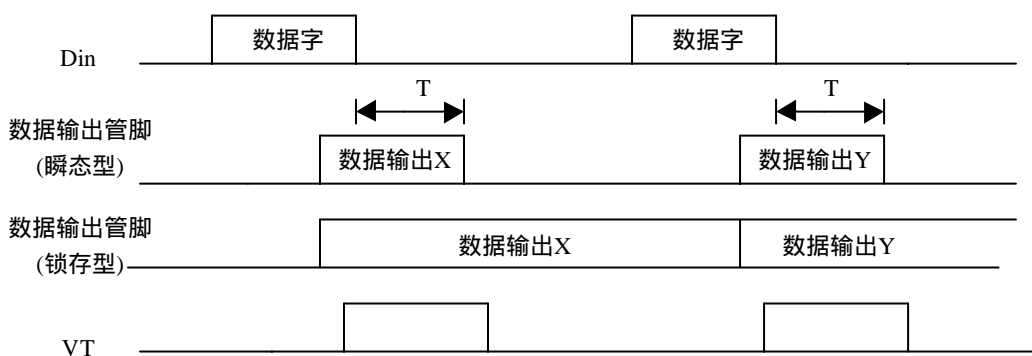 数据字
数据字
Din
T
T
数据输出管脚
(瞬态型)
数据输出X
数据输出Y
数据输出管脚
(锁存型)
数据输出X
数据输出Y
VT